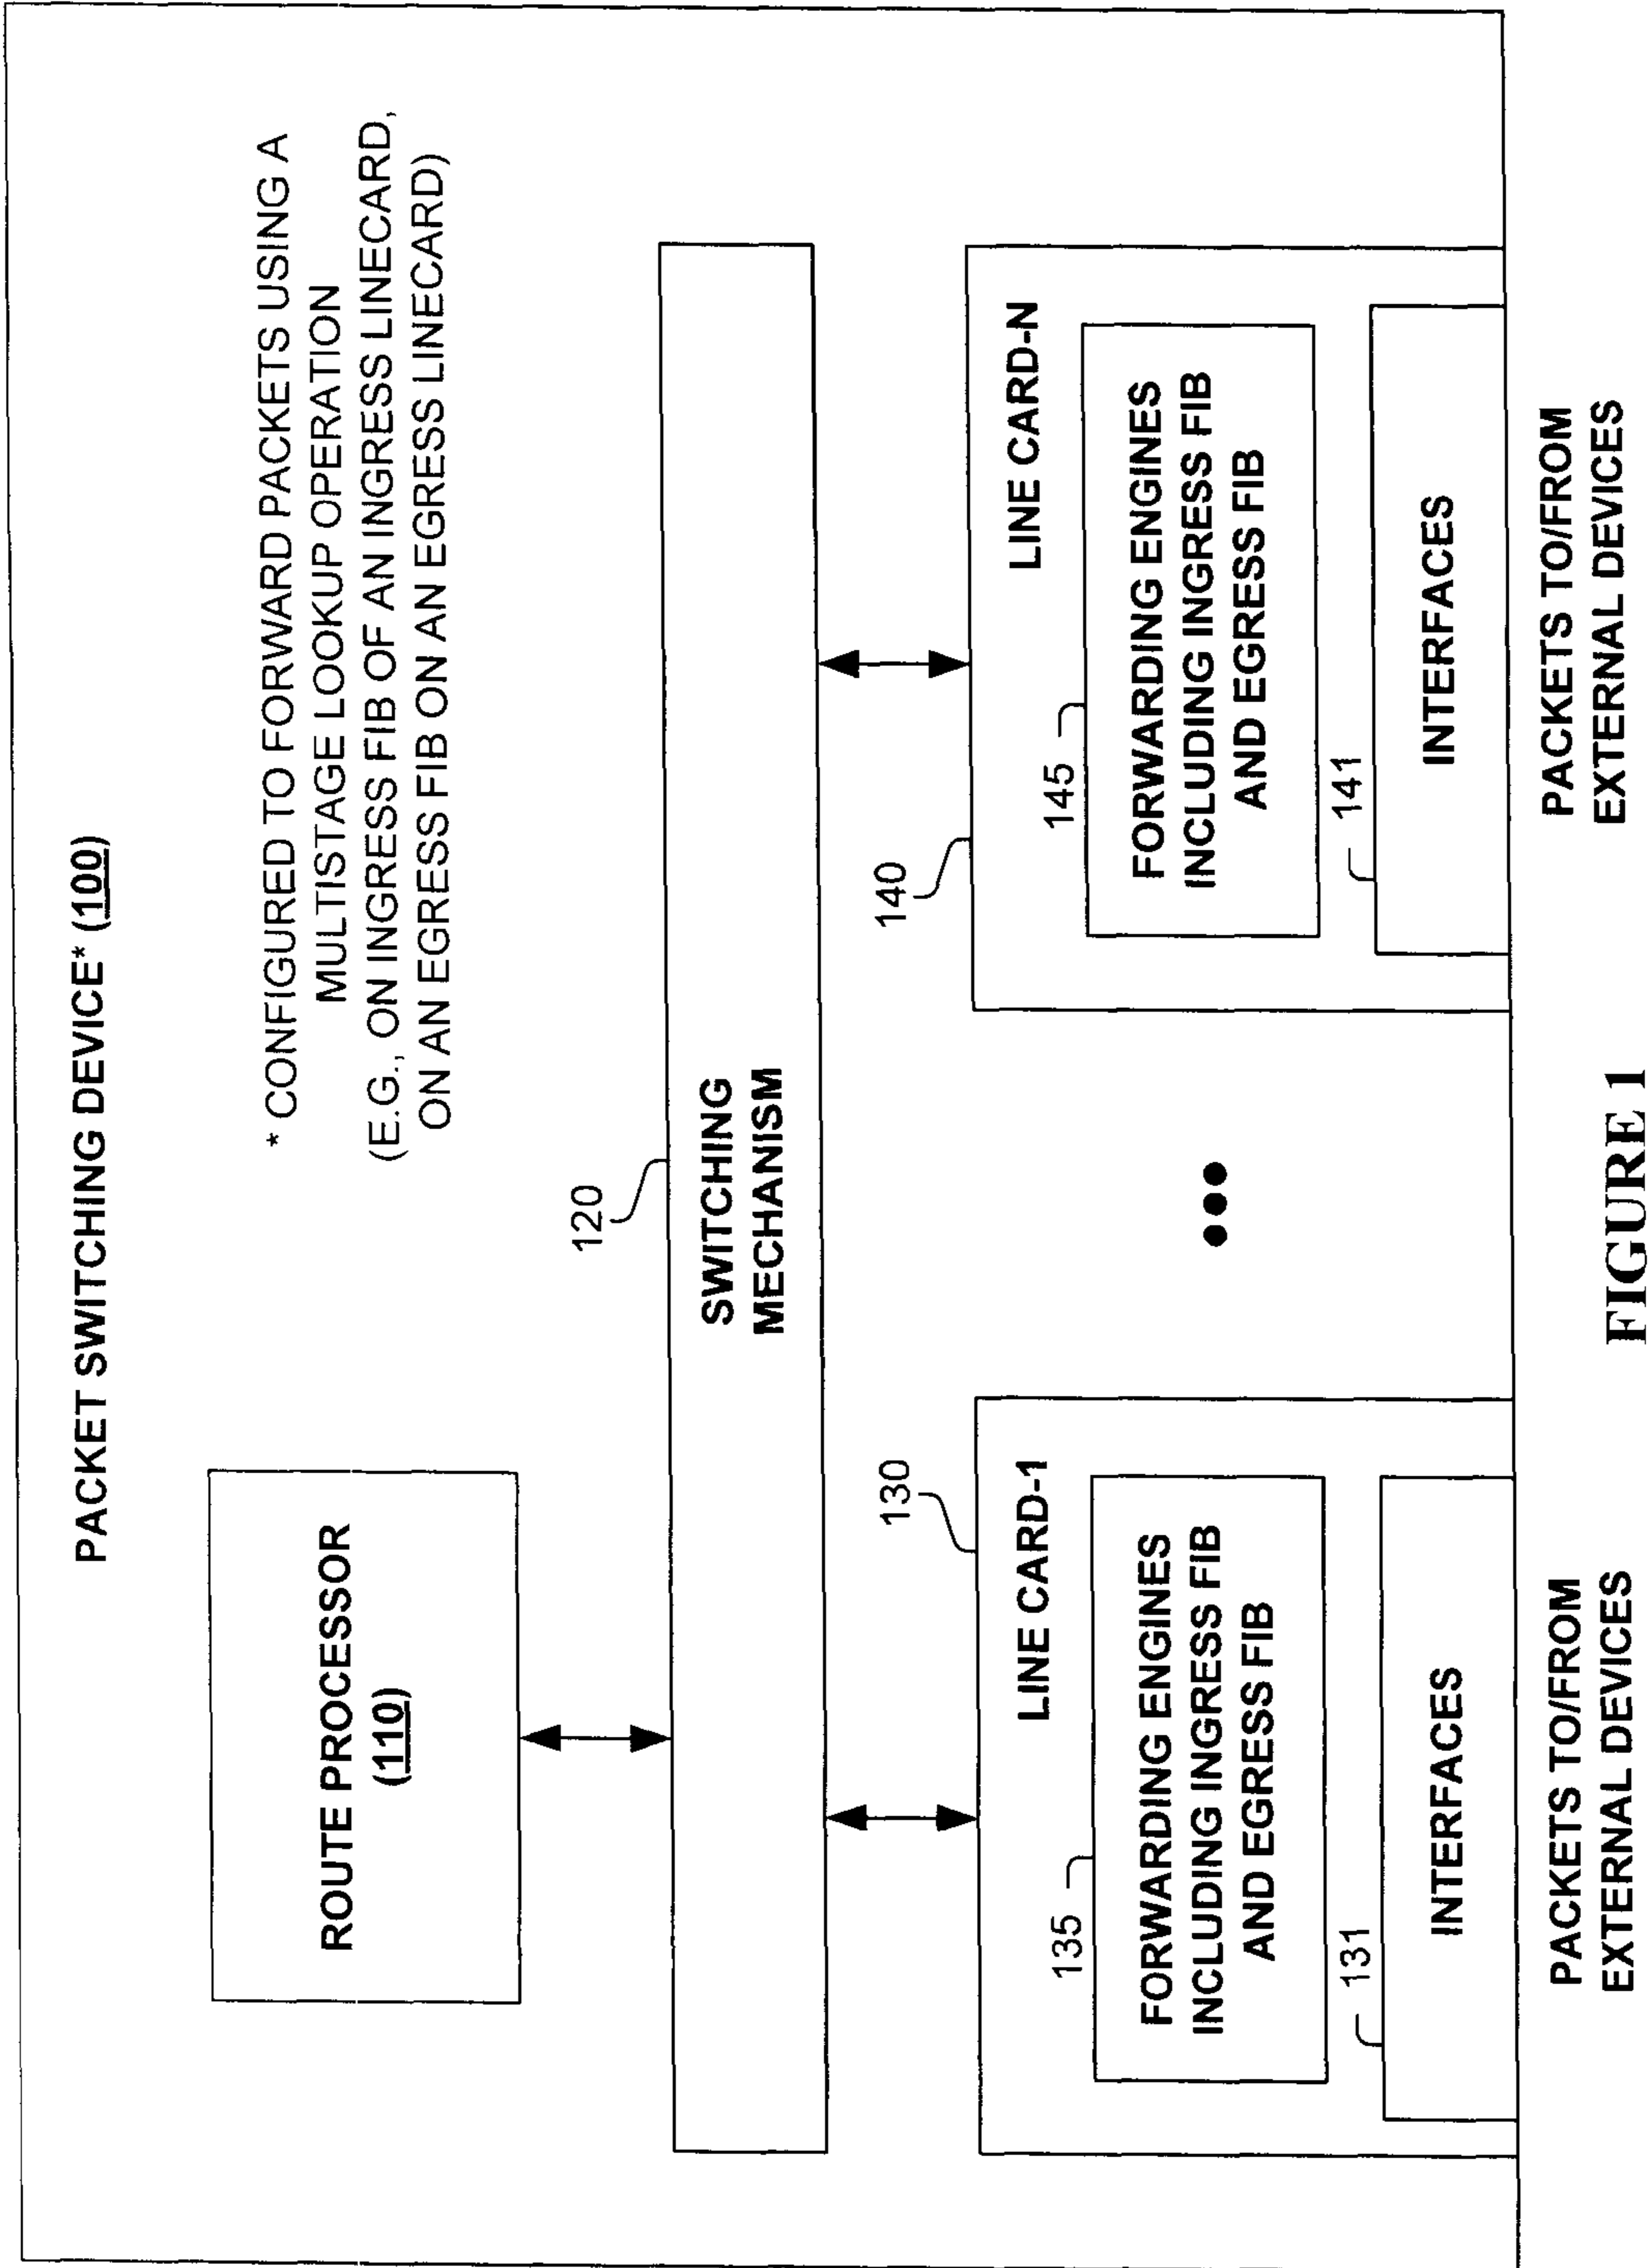 PACKET SWITCHING DEVICE* (100)
* CONFIGURED TO FORWARD PACKETS USING A
MULTISTAGE LOOKUP OPERATION
(E.G., ON INGRESS FIB OF AN INGRESS LINECARD,
ON AN EGRESS FIB ON AN EGRESS LINECARD)
ROUTE PROCESSOR
(110)
120
SWITCHING
MECHANISM
130
LINE CARD-1
135
FORWARDING ENGINES
INCLUDING INGRESS FIB
AND EGRESS FIB
131
INTERFACES
PACKETS TO/FROM
EXTERNAL DEVICES
140
LINE CARD-N
145
FORWARDING ENGINES
INCLUDING INGRESS FIB
AND EGRESS FIB
141
INTERFACES
PACKETS TO/FROM
EXTERNAL DEVICES
FIGURE 1